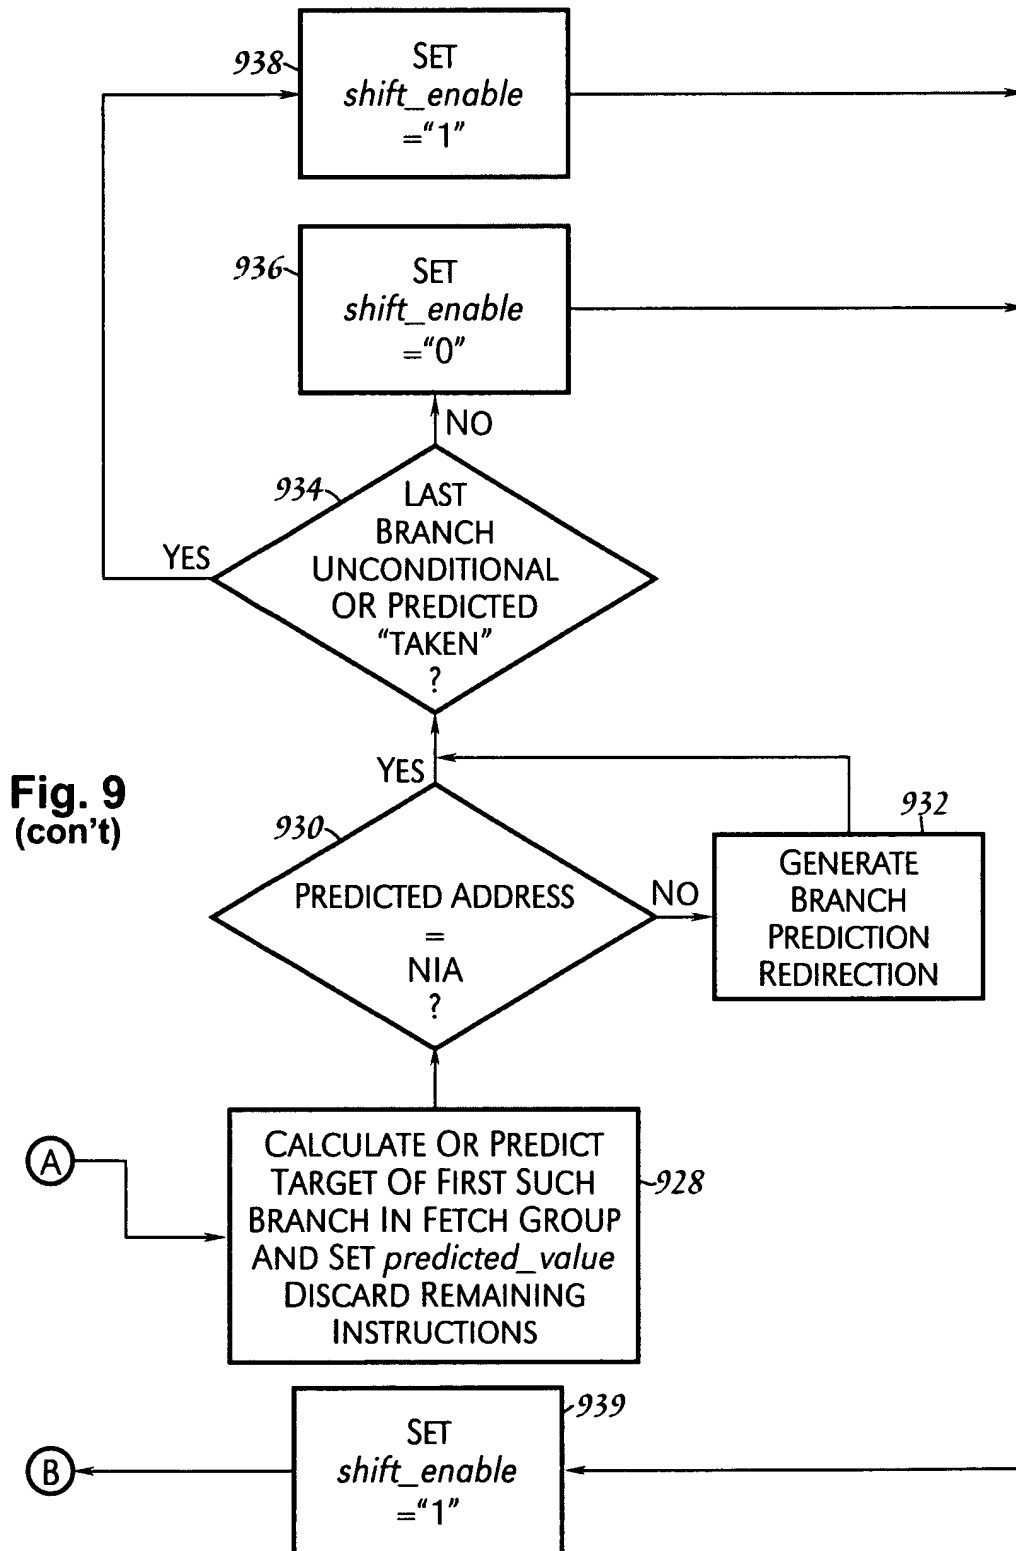 938
SET
shift_enable
="1"
936
SET
shift_enable
="0"
NO
934
LAST
BRANCH
UNCONDITIONAL
OR PREDICTED
"TAKEN"
?
YES
YES
Fig. 9
(con't)
930
PREDICTED ADDRESS
=
NIA
?
NO
932
GENERATE
BRANCH
PREDICTION
REDIRECTION
A
CALCULATE OR PREDICT
TARGET OF FIRST SUCH
BRANCH IN FETCH GROUP
AND SET predicted_value
DISCARD REMAINING
INSTRUCTIONS
928
939
SET
shift_enable
="1"
B